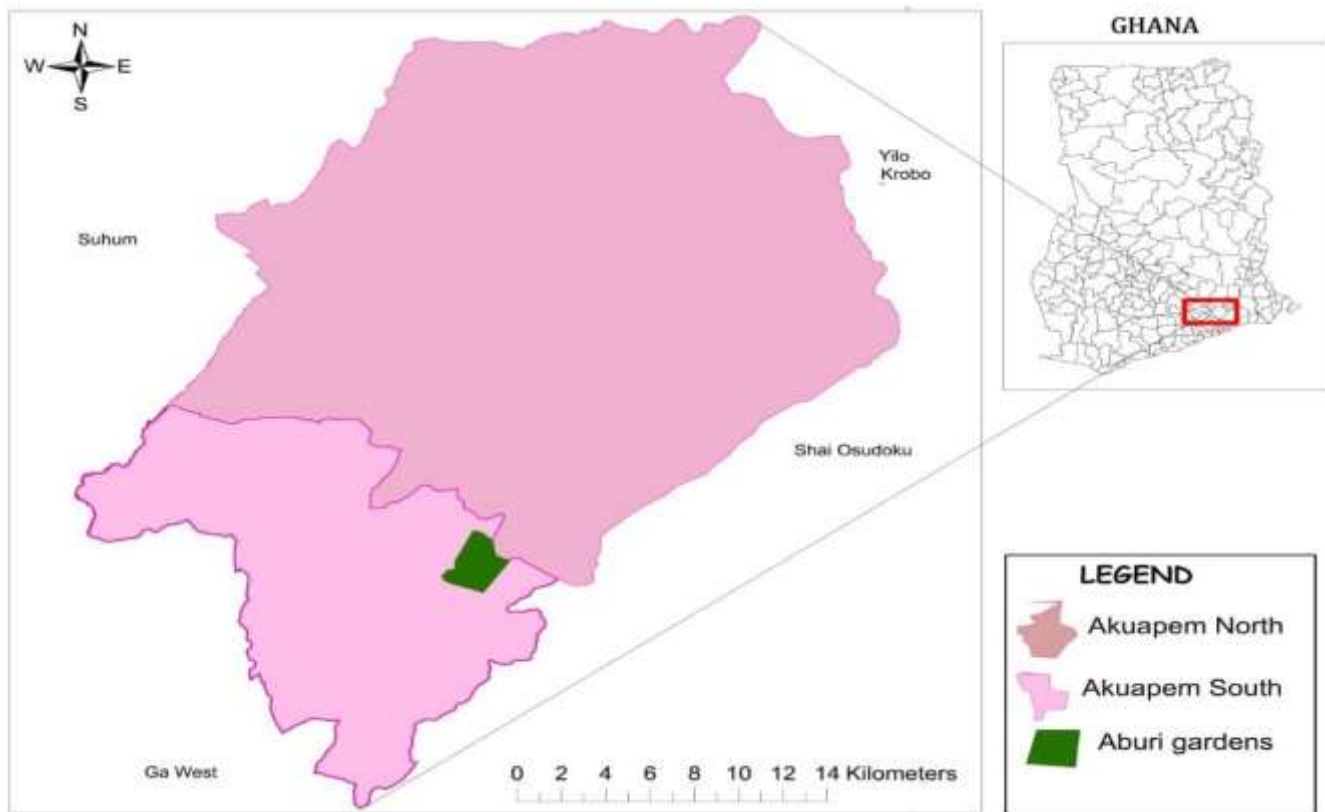 GHANA
N
W E
S
Yilo
Krobo
Suhum
Shai Osudoku
Ga West
0 2 4 6 8 10 12 14 Kilometers
LEGEND
Akuapem North
Akuapem South
Aburi gardens